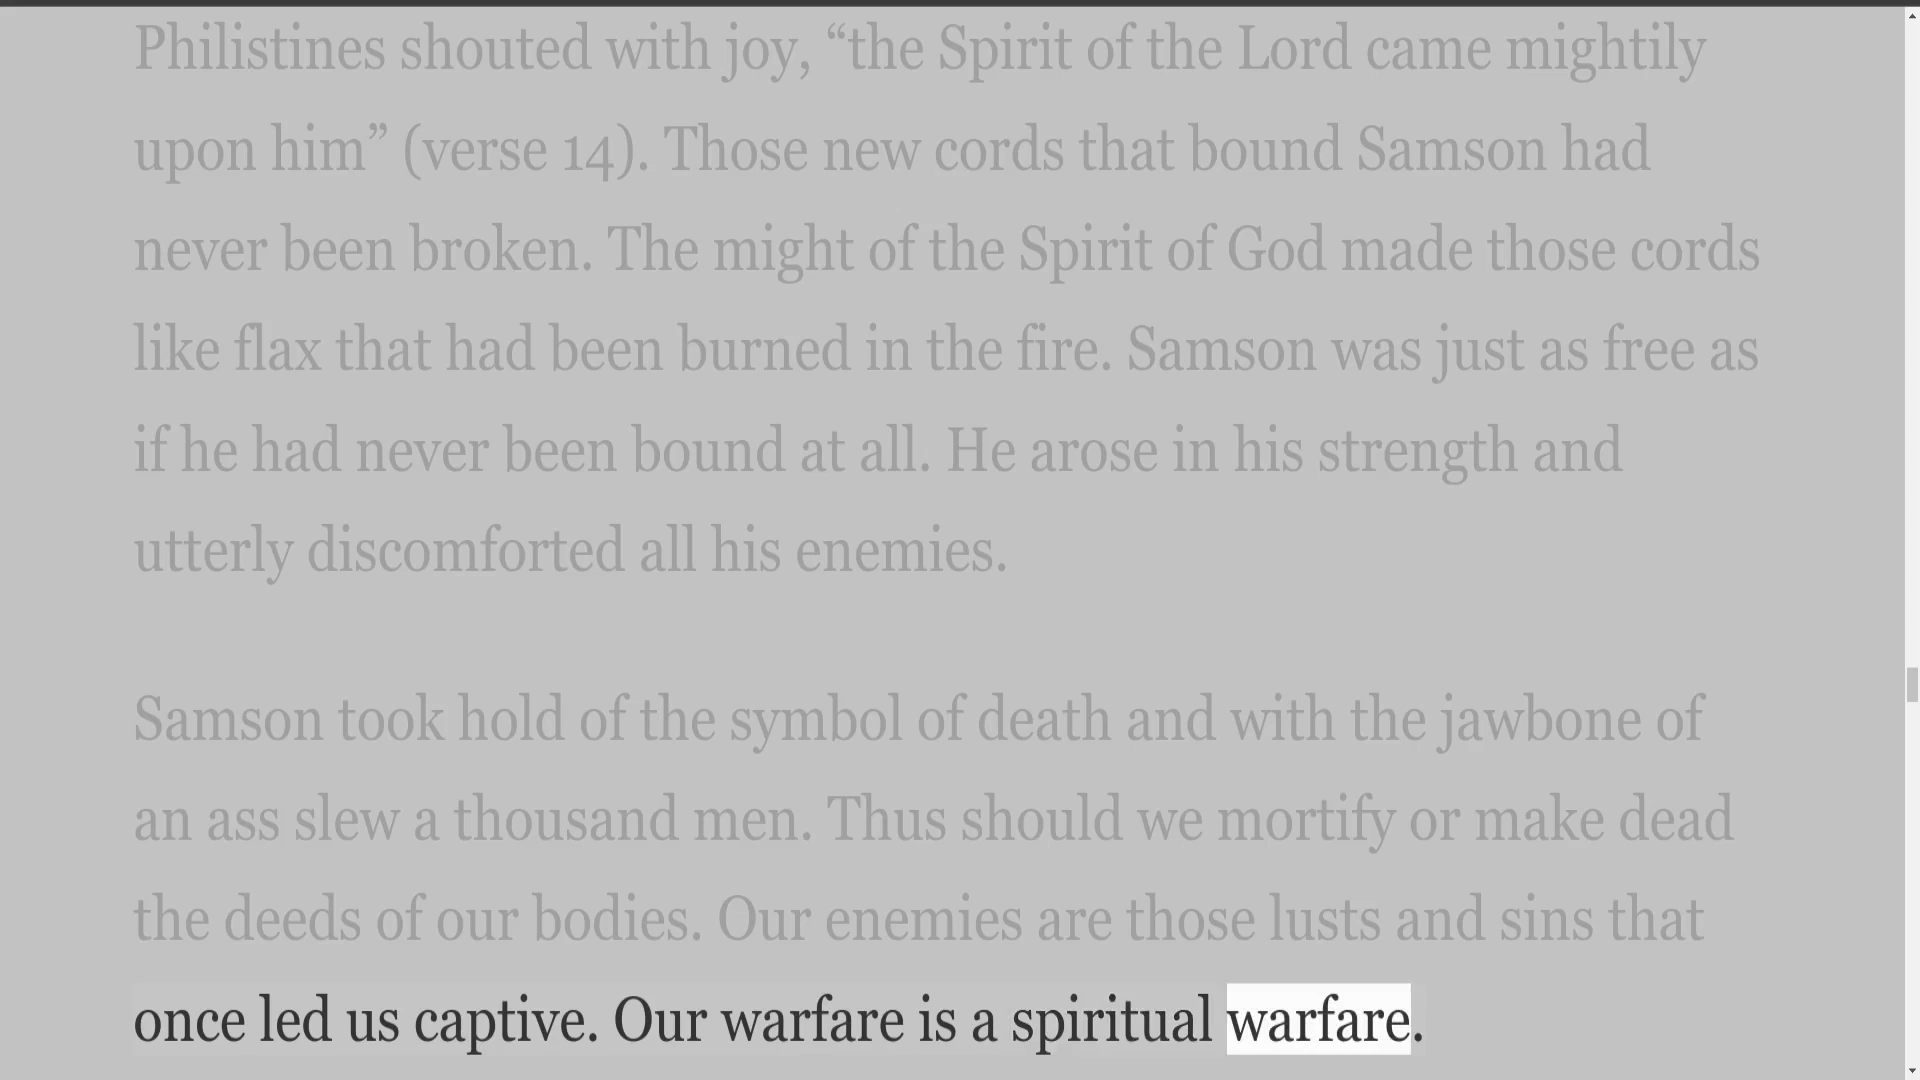 Philistines shouted with joy, “the Spirit of the Lord came mightily
upon him” (verse 14). Those new cords that bound Samson had
never been broken. The might of the Spirit of God made those cords
like flax that had been burned in the fire. Samson was just as free as
if he had never been bound at all. He arose in his strength and
utterly discomforted all his enemies.
Samson took hold of the symbol of death and with the jawbone of
an ass slew a thousand men. Thus should we mortify or make dead
the deeds of our bodies. Our enemies are those lusts and sins that
once led us captive. Our warfare is a spiritual warfare.